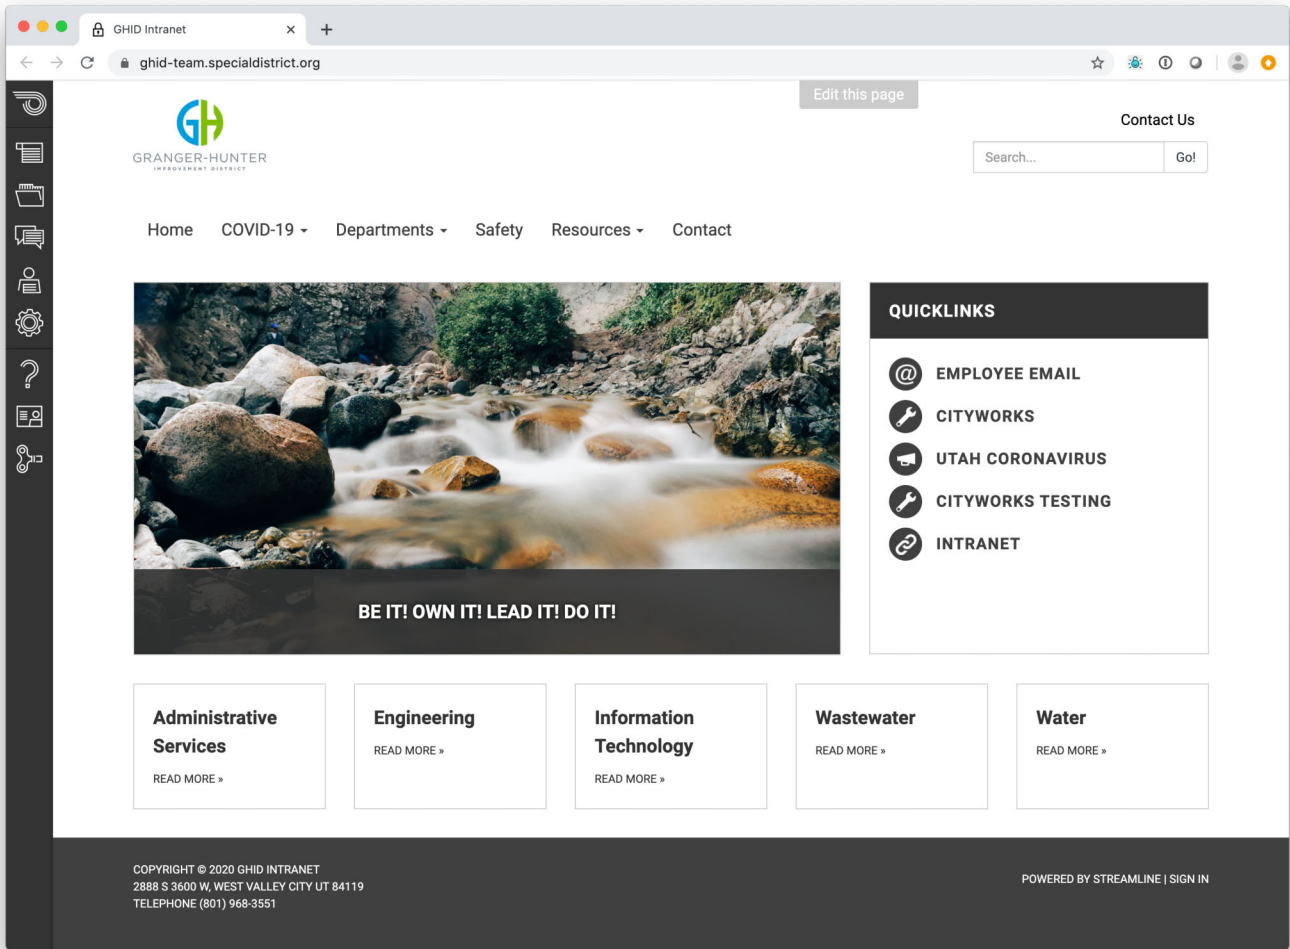 GHID Intranet
ghid-team.specialdistrict.org
Edit this page
Contact Us
GH
GRANGER-HUNTER
IMPROVEMENT DISTRICT
Search...
Go!
Home
COVID-19
Departments
Safety
Resources
Contact
QUICKLINKS
EMPLOYEE EMAIL
CITYWORKS
UTAH CORONAVIRUS
CITYWORKS TESTING
INTRANET
BE IT! OWN IT! LEAD IT! DO IT!
Administrative
Services
READ MORE »
Engineering
READ MORE »
Information
Technology
READ MORE »
Wastewater
READ MORE »
Water
READ MORE »
COPYRIGHT © 2020 GHID INTRANET
2888 S 3600 W, WEST VALLEY CITY UT 84119
TELEPHONE (801) 968-3551
POWERED BY STREAMLINE | SIGN IN